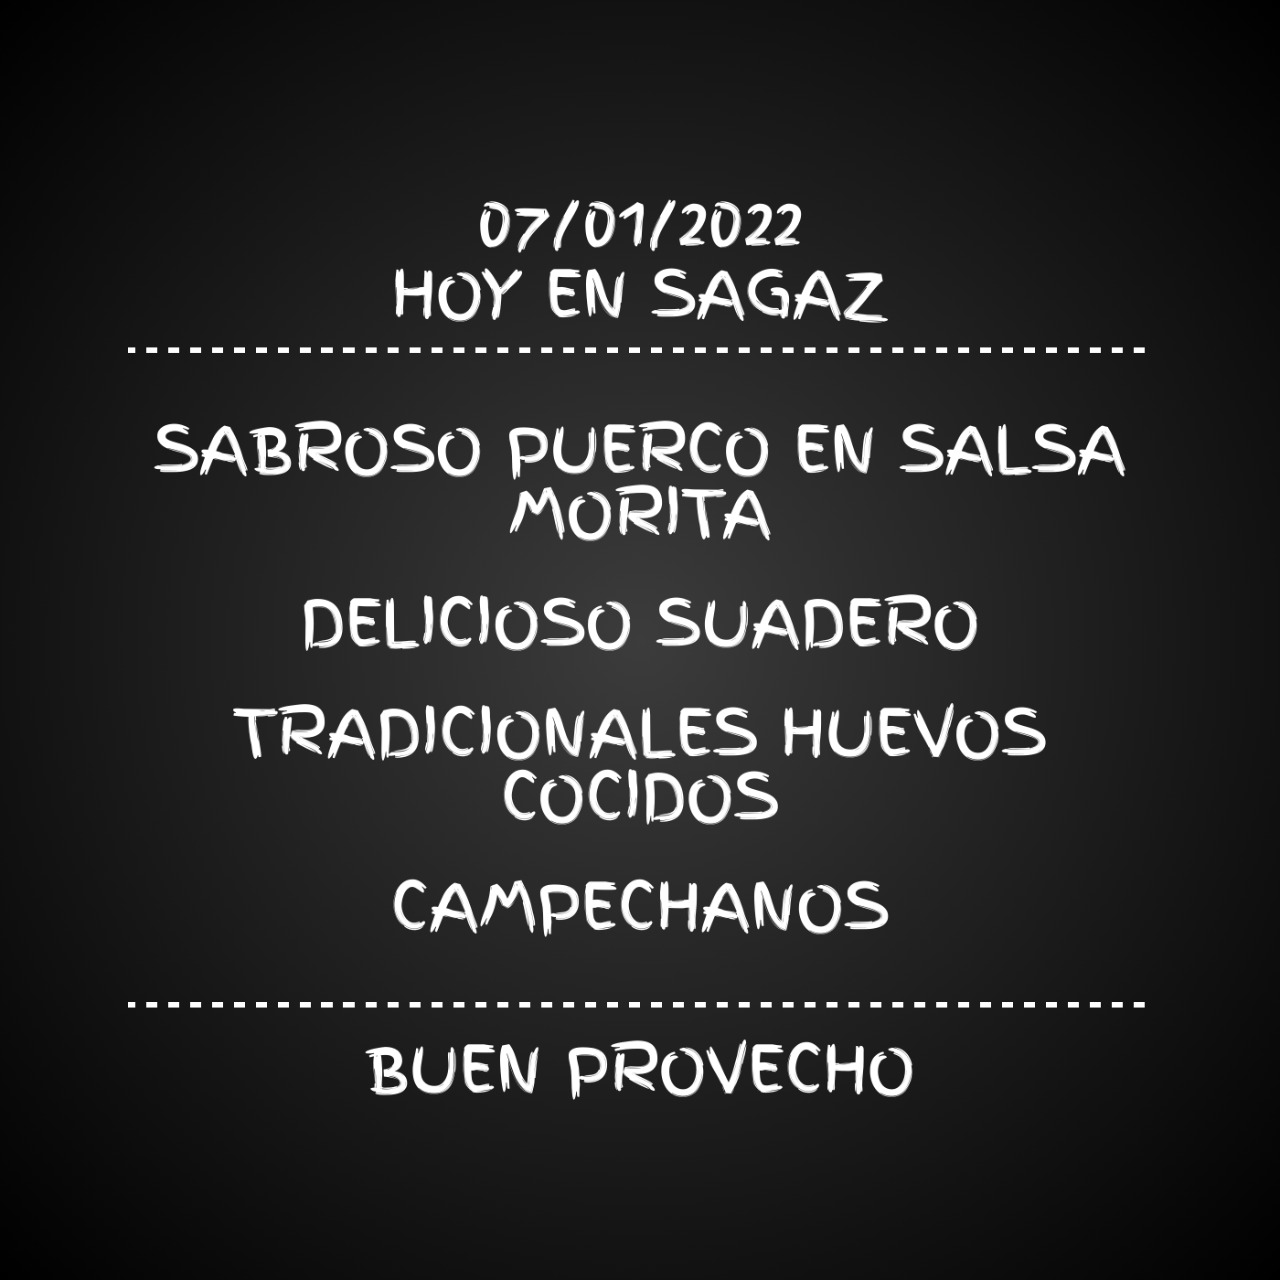 07/01/2022
HOY EN SAGAZ
SABROSO PUERCO EN SALSA
MORITA
DELICIOSO SUADERO
TRADICIONALES HUEVOS
COCIDOS
CAMPECHANOS
BUEN PROVECHO